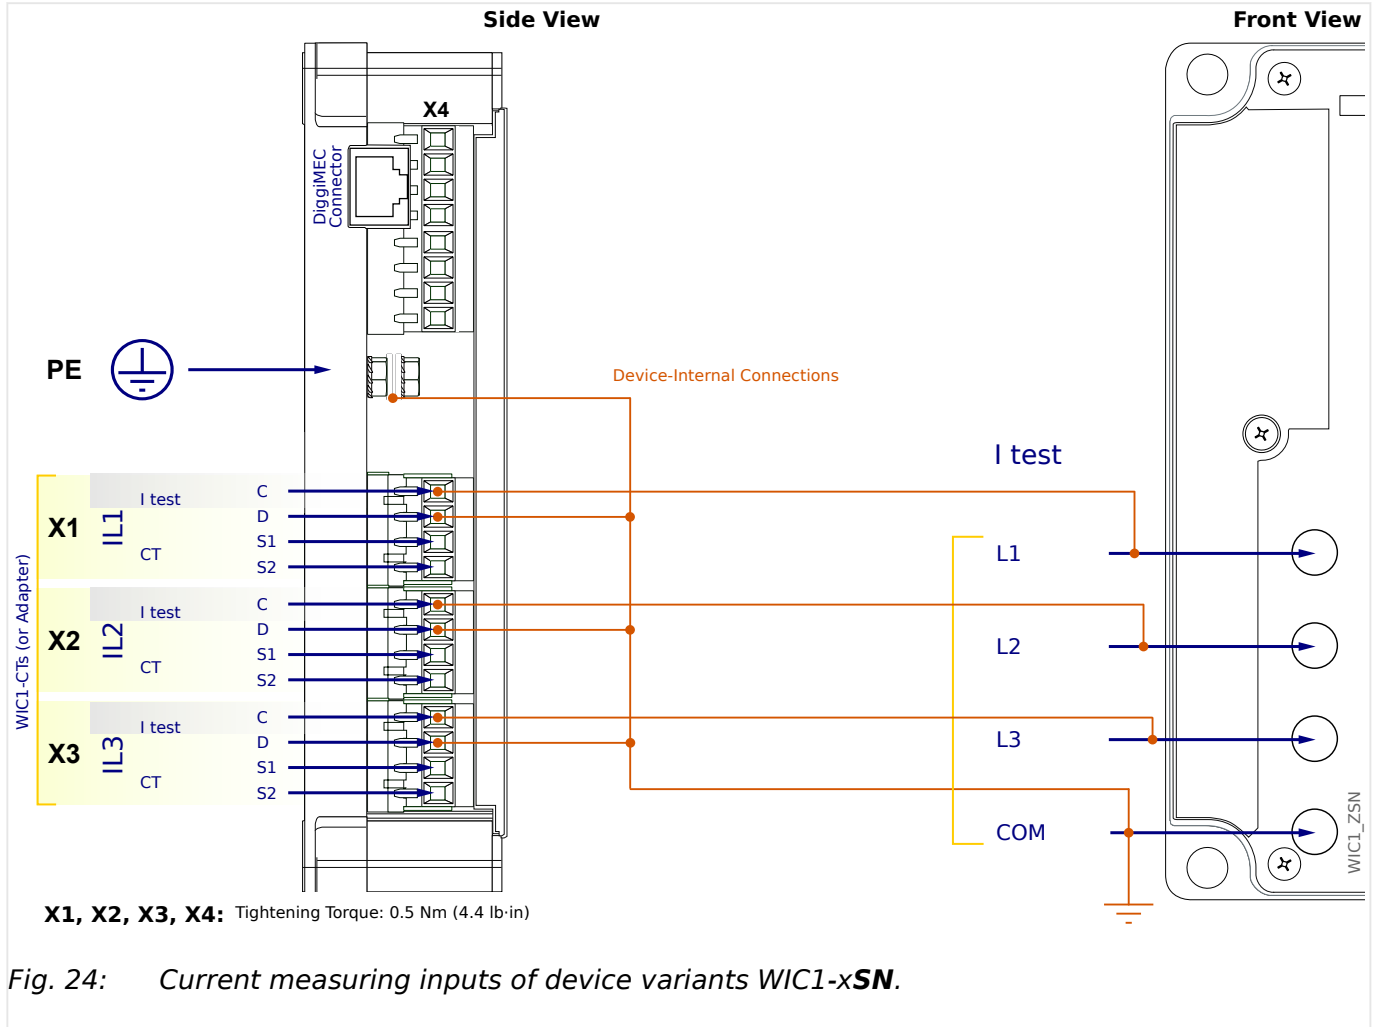 Side View
Front View
X4
DiggiMEC
Connector
PE
Device-Internal Connections
I test
WIC1-CTs (or Adapter)
X1
IL1
I test
CT
C
D
S1
S2
X2
IL2
I test
CT
C
D
S1
S2
X3
IL3
I test
CT
C
D
S1
S2
L1
L2
L3
COM
WIC1_ZSN
X1, X2, X3, X4: Tightening Torque: 0.5 Nm (4.4 lb·in)
Fig. 24: Current measuring inputs of device variants WIC1-xSN.